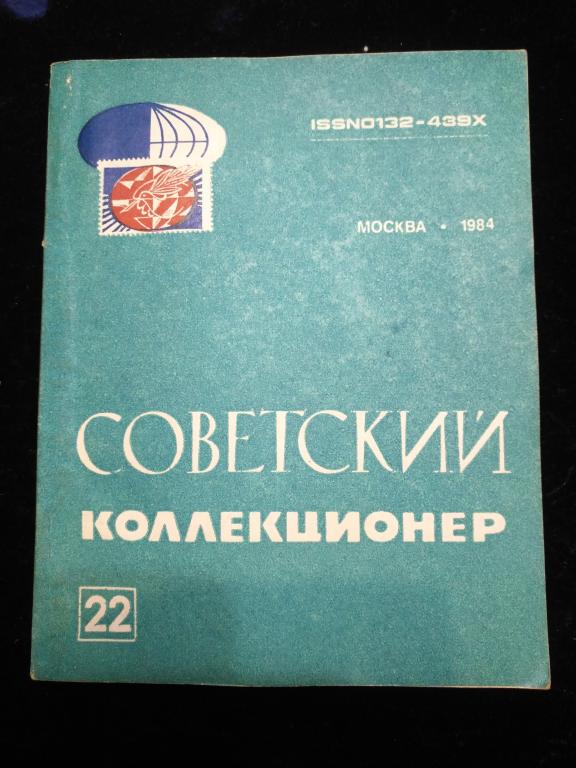 ISSN0132-439X
МОСКВА • 1984
СОВЕТСКИЙ
КОЛЛЕКЦИОНЕР
22